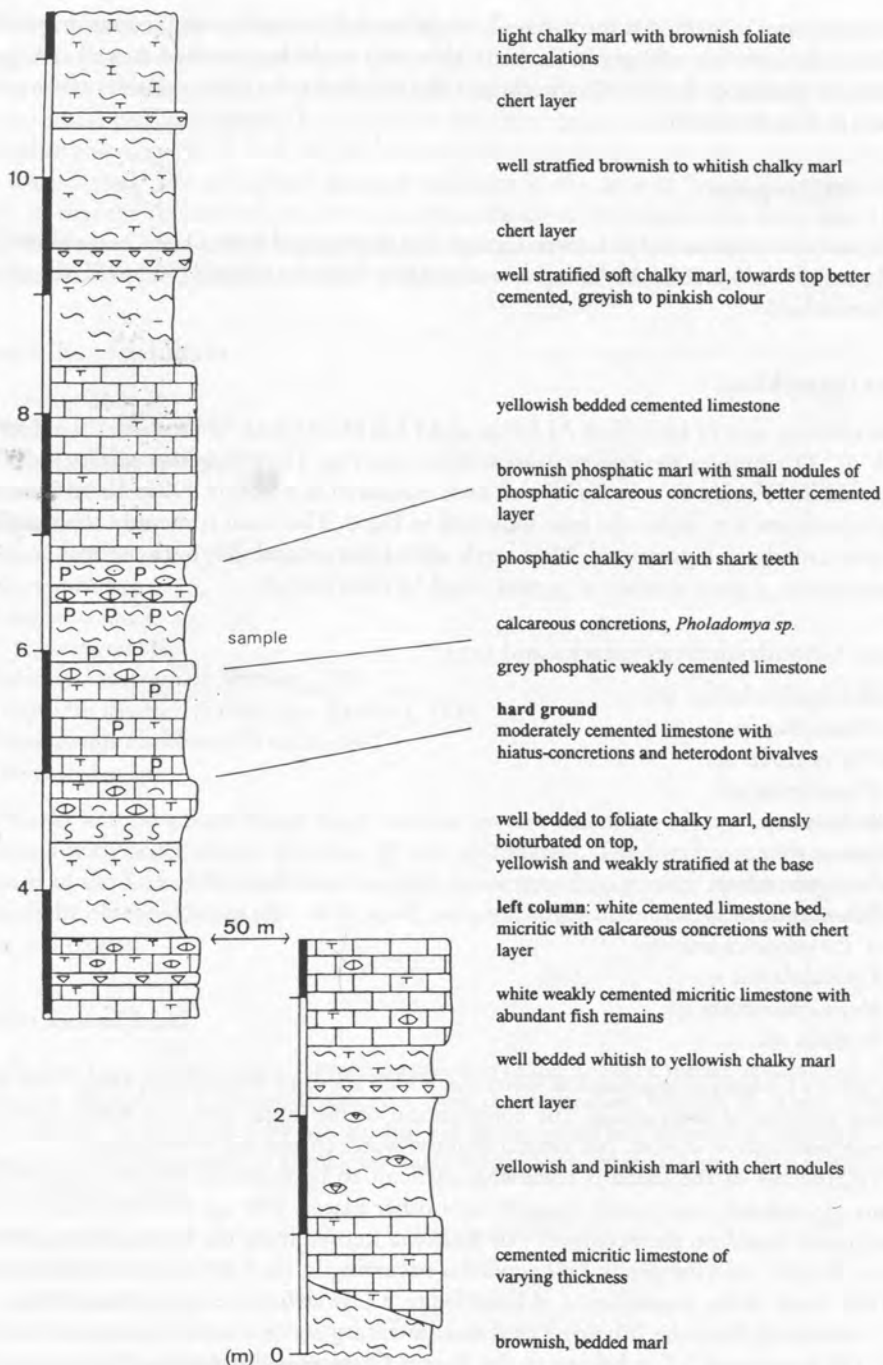 light chalky marl with brownish foliate
intercalations
chert layer
10
well stratfied brownish to whitish chalky marl
chert layer
well stratified soft chalky marl, towards top better
cemented, greyish to pinkish colour
8
yellowish bedded cemented limestone
brownish phosphatic marl with small nodules of
phosphatic calcareous concretions, better cemented
layer
phosphatic chalky marl with shark teeth
P
P
P P P
calcareous concretions, Pholadomya sp.
sample
P P
6
grey phosphatic weakly cemented limestone
P
hard ground
P
moderately cemented limestone with
hiatus-concretions and heterodont bivalves
P
well bedded to foliate chalky marl, densly
bioturbated on top,
yellowish and weakly stratified at the base
4
left column: white cemented limestone bed,
micritic with calcareous concretions with chert
layer
50 m
white weakly cemented micritic limestone with
abundant fish remains
well bedded whitish to yellowish chalky marl
chert layer
2
yellowish and pinkish marl with chert nodules
cemented micritic limestone of
varying thickness
brownish, bedded marl
(m) 0